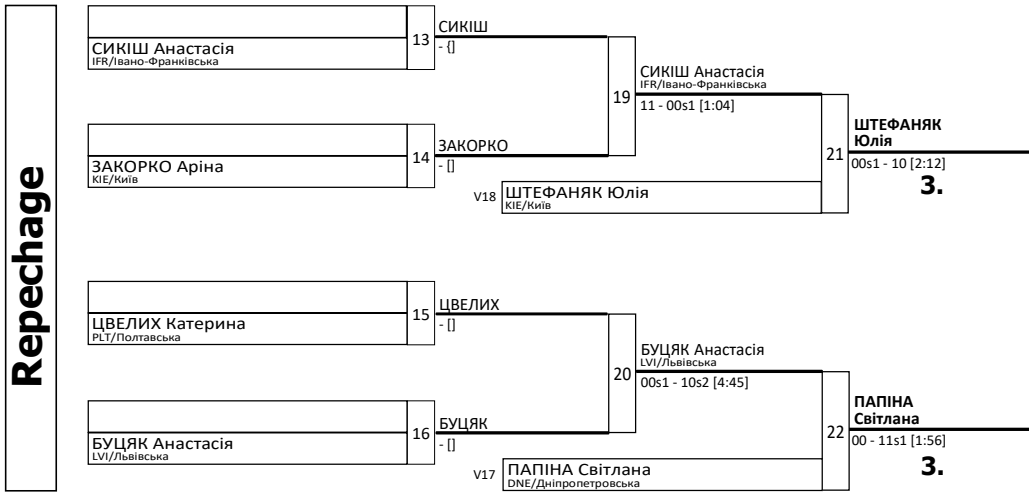 Repechage
СИКІШ Анастасія
IFR/Івано-Франківська
13
СИКІШ
- {]
ЗАКОРКО Аріна
KIE/Київ
14
ЗАКОРКО
- []
19
СИКІШ Анастасія
IFR/Івано-Франківська
11 - 00s1 [1:04]
V18
ШТЕФАНЯК Юлія
KIE/Київ
21
ШТЕФАНЯК
Юлія
00s1 - 10 [2:12]
3.
ЦВЕЛИХ Катерина
PLT/Полтавська
15
ЦВЕЛИХ
- []
БУЦЯК Анастасія
LVI/Львівська
16
БУЦЯК
- []
20
БУЦЯК Анастасія
LVI/Львівська
00s1 - 10s2 [4:45]
V17
ПАПІНА Світлана
DNE/Дніпропетровська
22
ПАПІНА
Світлана
00 - 11s1 [1:56]
3.